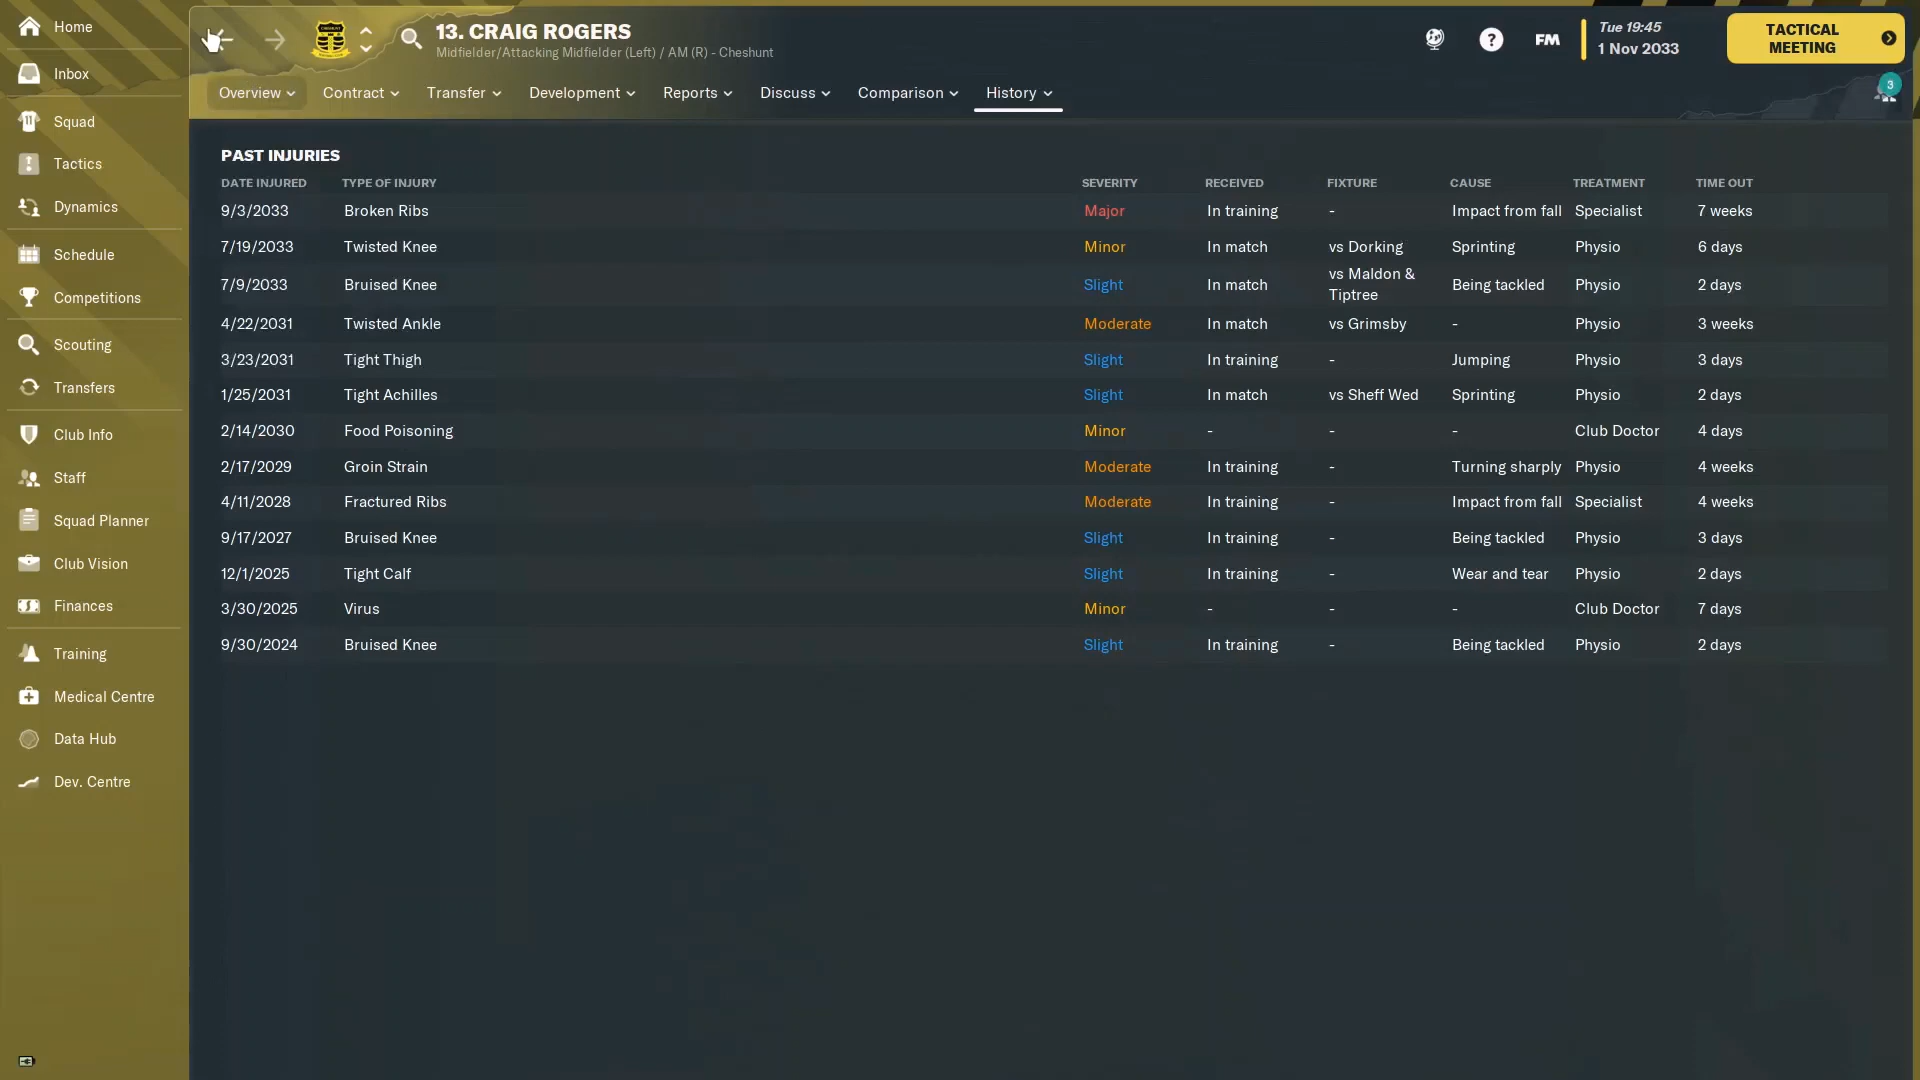 Home
Inbox
Squad
Tactics
Dynamics
Schedule
Competitions
Scouting
Transfers
Club Info
Staff
Squad Planner
Club Vision
Finances
Training
Medical Centre
Data Hub
Dev. Centre
13. CRAIG ROGERS
Midfielder/Attacking Midfielder (Left) / AM (R) - Cheshunt
?
FM
Tue 19:45
1 Nov 2033
TACTICAL
MEETING
3
Overview Contract Transfer Development Reports Discuss Comparison History
PAST INJURIES
DATE INJURED TYPE OF INJURY SEVERITY RECEIVED FIXTURE CAUSE TREATMENT TIME OUT
9/3/2033 Broken Ribs Major In training - Impact from fall Specialist 7 weeks
7/19/2033 Twisted Knee Minor In match vs Dorking Sprinting Physio 6 days
7/9/2033 Bruised Knee Slight In match vs Maldon & Tiptree Being tackled Physio 2 days
4/22/2031 Twisted Ankle Moderate In match vs Grimsby - Physio 3 weeks
3/23/2031 Tight Thigh Slight In training - Jumping Physio 3 days
1/25/2031 Tight Achilles Slight In match vs Sheff Wed Sprinting Physio 2 days
2/14/2030 Food Poisoning Minor - - - Club Doctor 4 days
2/17/2029 Groin Strain Moderate In training - Turning sharply Physio 4 weeks
4/11/2028 Fractured Ribs Moderate In training - Impact from fall Specialist 4 weeks
9/17/2027 Bruised Knee Slight In training - Being tackled Physio 3 days
12/1/2025 Tight Calf Slight In training - Wear and tear Physio 2 days
3/30/2025 Virus Minor - - - Club Doctor 7 days
9/30/2024 Bruised Knee Slight In training - Being tackled Physio 2 days